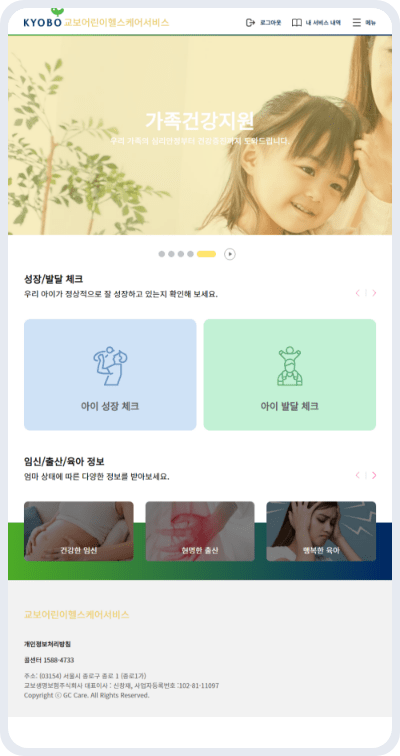 KYOBO 교보어린이헬스케어서비스
로그아웃 내 서비스 내역 메뉴
가족건강지원
우리 가족의 심리안정부터 건강증진까지 도와드립니다.
성장/발달 체크
우리 아이가 정상적으로 잘 성장하고 있는지 확인해 보세요.
아이 성장 체크
아이 발달 체크
임신/출산/육아 정보
엄마 상태에 따른 다양한 정보를 받아보세요.
건강한 임신
현명한 출산
행복한 육아
교보어린이헬스케어서비스
개인정보처리방침
콜센터 1588-4733
주소: (03154) 서울시 종로구 종로 1 (종로1가)
교보생명보험주식회사 대표이사 : 신창재, 사업자등록번호 :102-81-11097
Copyright ⓒ GC Care. All Rights Reserved.